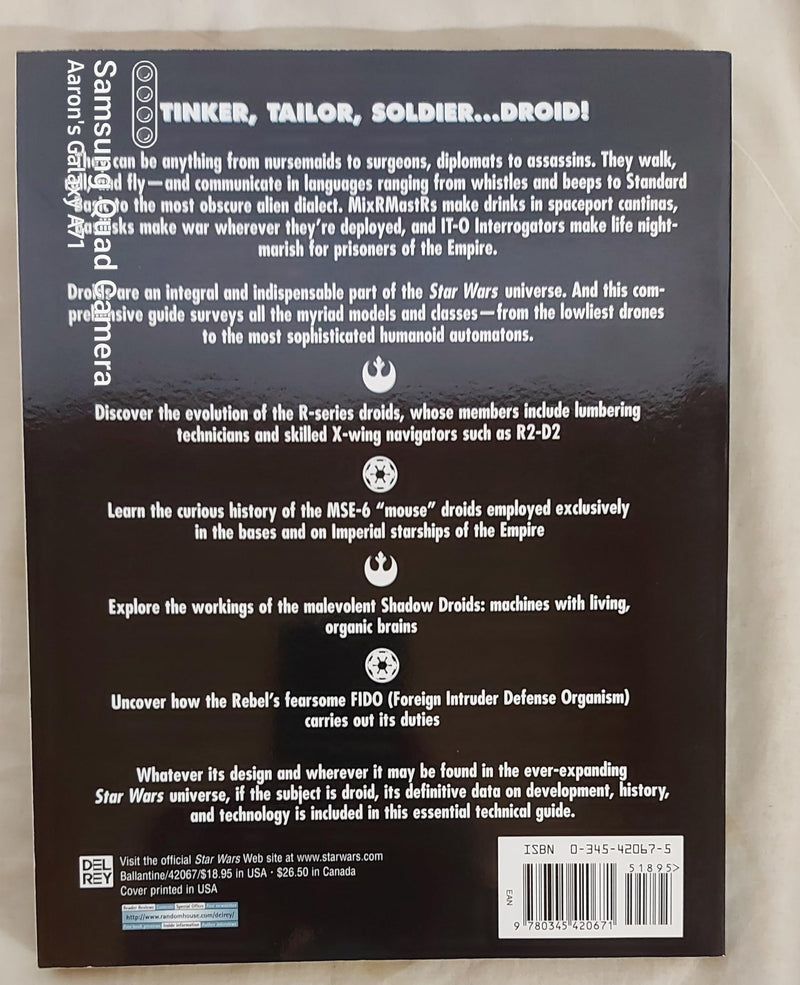 Samsung Quad Camera
Aaron's Galaxy A71
TINKER, TAILOR, SOLDIER...DROID!
can be anything from nursemaids to surgeons, diplomats to assassins. They walk,
fly—and communicate in languages ranging from whistles and beeps to Standard
to the most obscure alien dialect. MixRMastRs make drinks in spaceport cantinas,
make war wherever they're deployed, and IT-O Interrogators make life night-
marish for prisoners of the Empire.
Droids are an integral and indispensable part of the Star Wars universe. And this com-
prehensive guide surveys all the myriad models and classes—from the lowliest drones
to the most sophisticated humanoid automatons.
Discover the evolution of the R-series droids, whose members include lumbering
technicians and skilled X-wing navigators such as R2-D2
Learn the curious history of the MSE-6 “mouse” droids employed exclusively
in the bases and on Imperial starships of the Empire
Explore the workings of the malevolent Shadow Droids: machines with living,
organic brains
Uncover how the Rebel's fearsome FIDO (Foreign Intruder Defense Organism)
carries out its duties
Whatever its design and wherever it may be found in the ever-expanding
Star Wars universe, if the subject is droid, its definitive data on development, history,
and technology is included in this essential technical guide.
DEL
REY
Visit the official Star Wars Web site at www.starwars.com
Ballantine/42067/$18.95 in USA · $26.50 in Canada
Cover printed in USA
http://www.randomhouse.com/delrey/
ISBN 0-345-42067-5
51895>
EAN
9 780345 420671